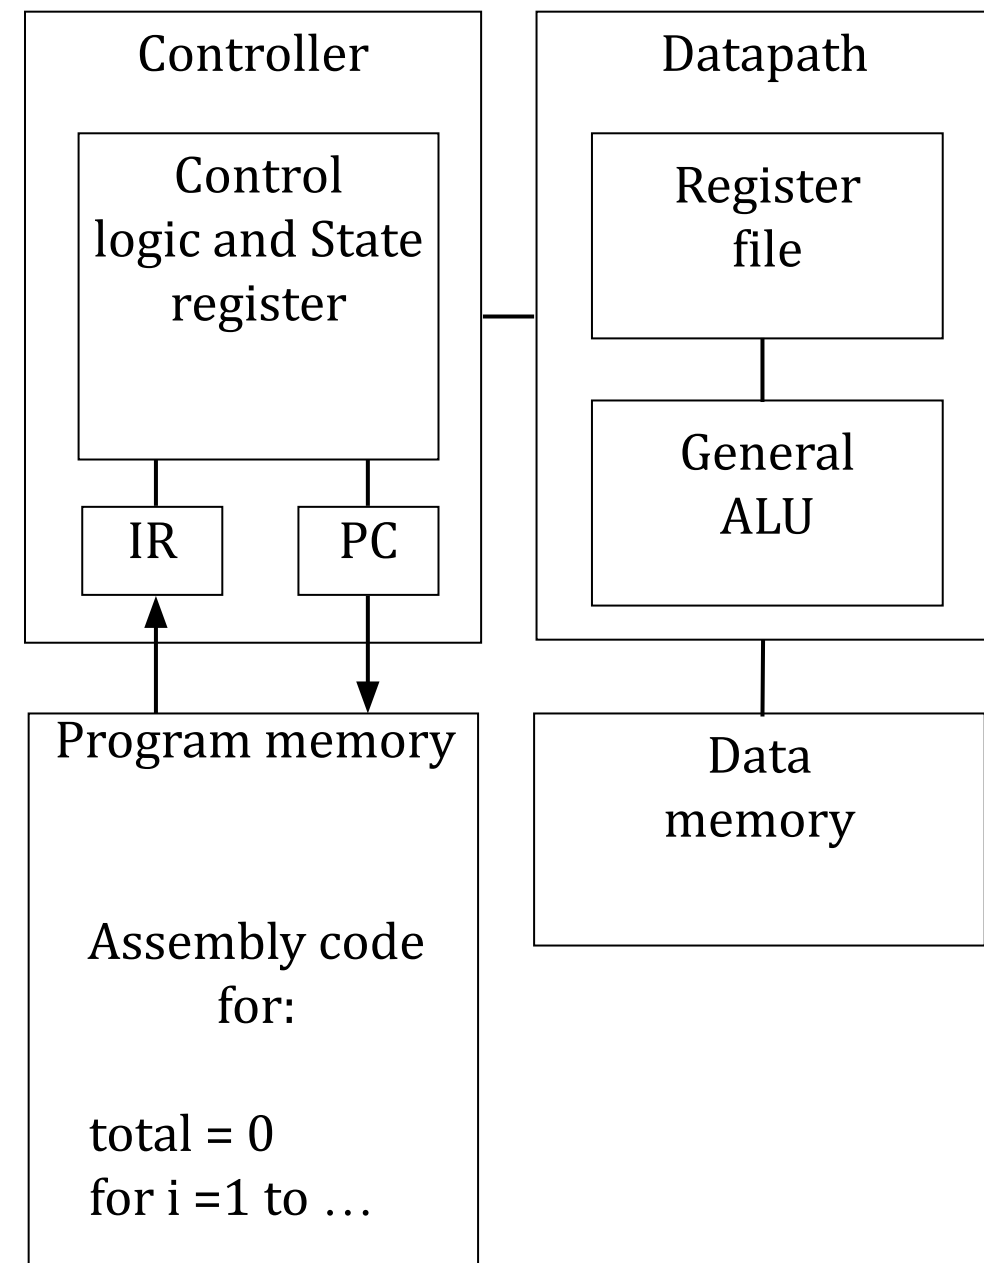 Controller
Control
logic and State
register
IR
PC
Datapath
Register
file
General
ALU
Program memory
Assembly code
for:
total = 0
for i =1 to …
Data
memory